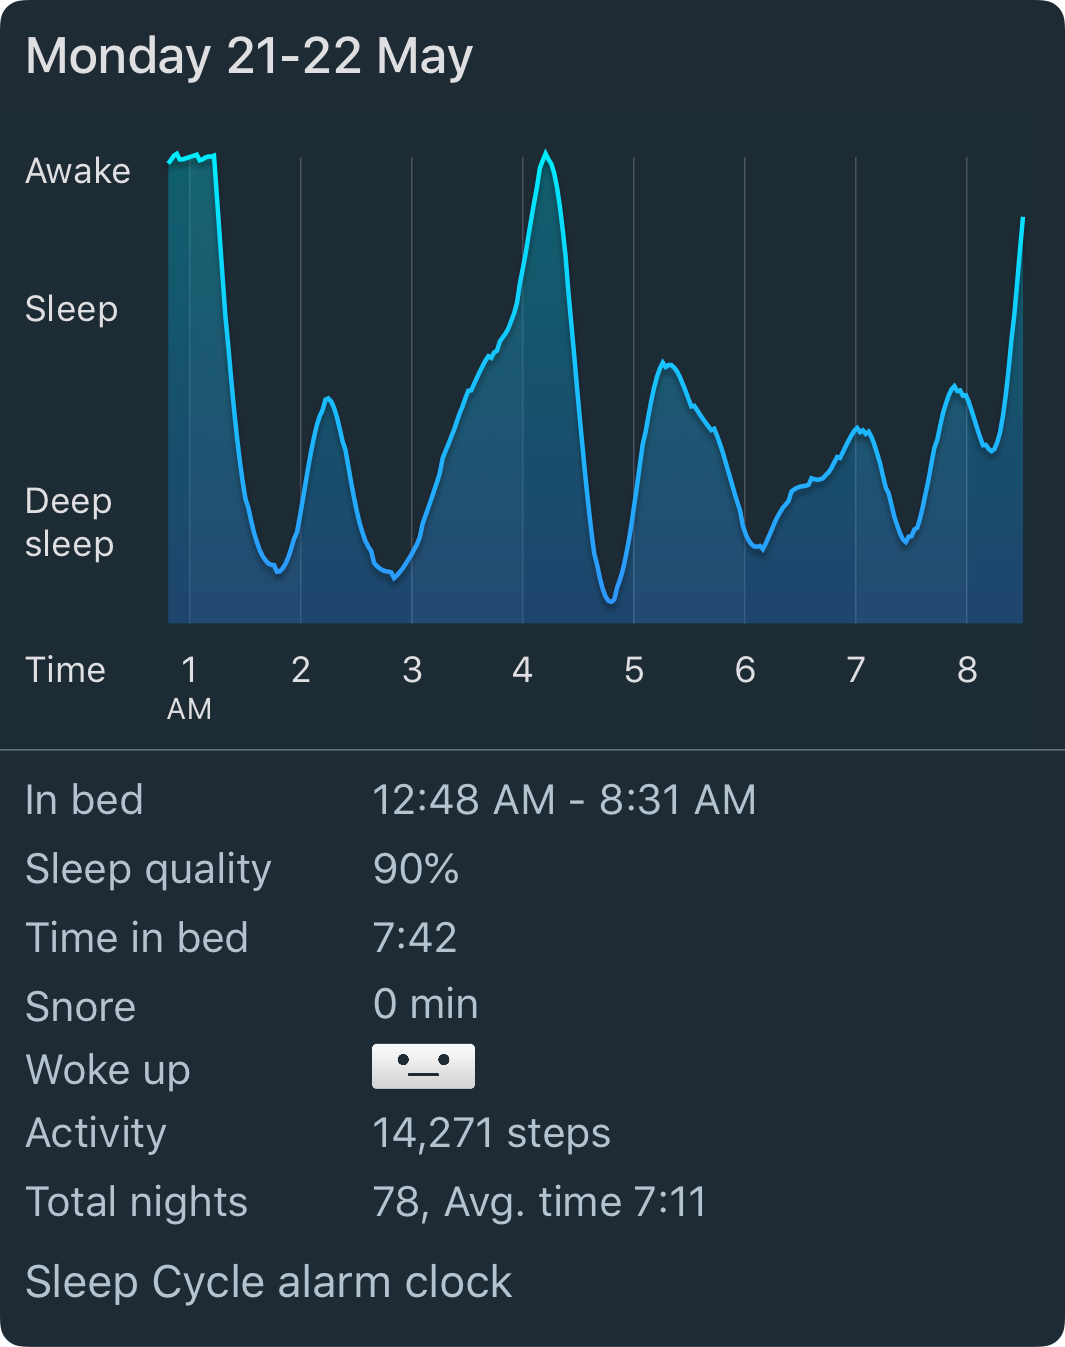 Monday 21-22 May
Awake
Sleep
Deep
sleep
Time 1 2 3 4 5 6 7 8
AM
In bed 12:48 AM - 8:31 AM
Sleep quality 90%
Time in bed 7:42
Snore 0 min
Woke up
Activity 14,271 steps
Total nights 78, Avg. time 7:11
Sleep Cycle alarm clock